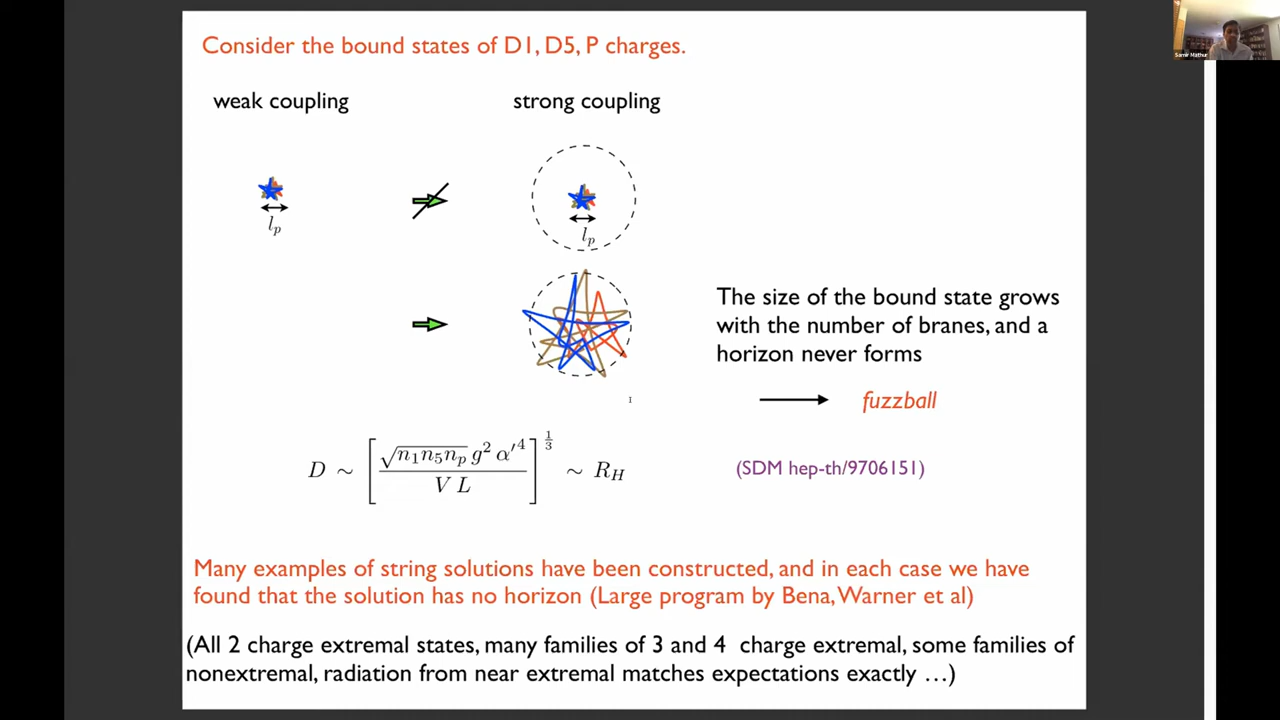 Consider the bound states of D1, D5, P charges.
weak coupling
strong coupling
l_p
l_p
The size of the bound state grows
with the number of branes, and a
horizon never forms
fuzzball
D ∼ [ √(n_1 n_5 n_p) g^2 α′^4 / V L ]^{1/3} ∼ R_H
(SDM hep-th/9706151)
Many examples of string solutions have been constructed, and in each case we have
found that the solution has no horizon (Large program by Bena, Warner et al)
(All 2 charge extremal states, many families of 3 and 4 charge extremal, some families of
nonextremal, radiation from near extremal matches expectations exactly …)
Samir Mathur